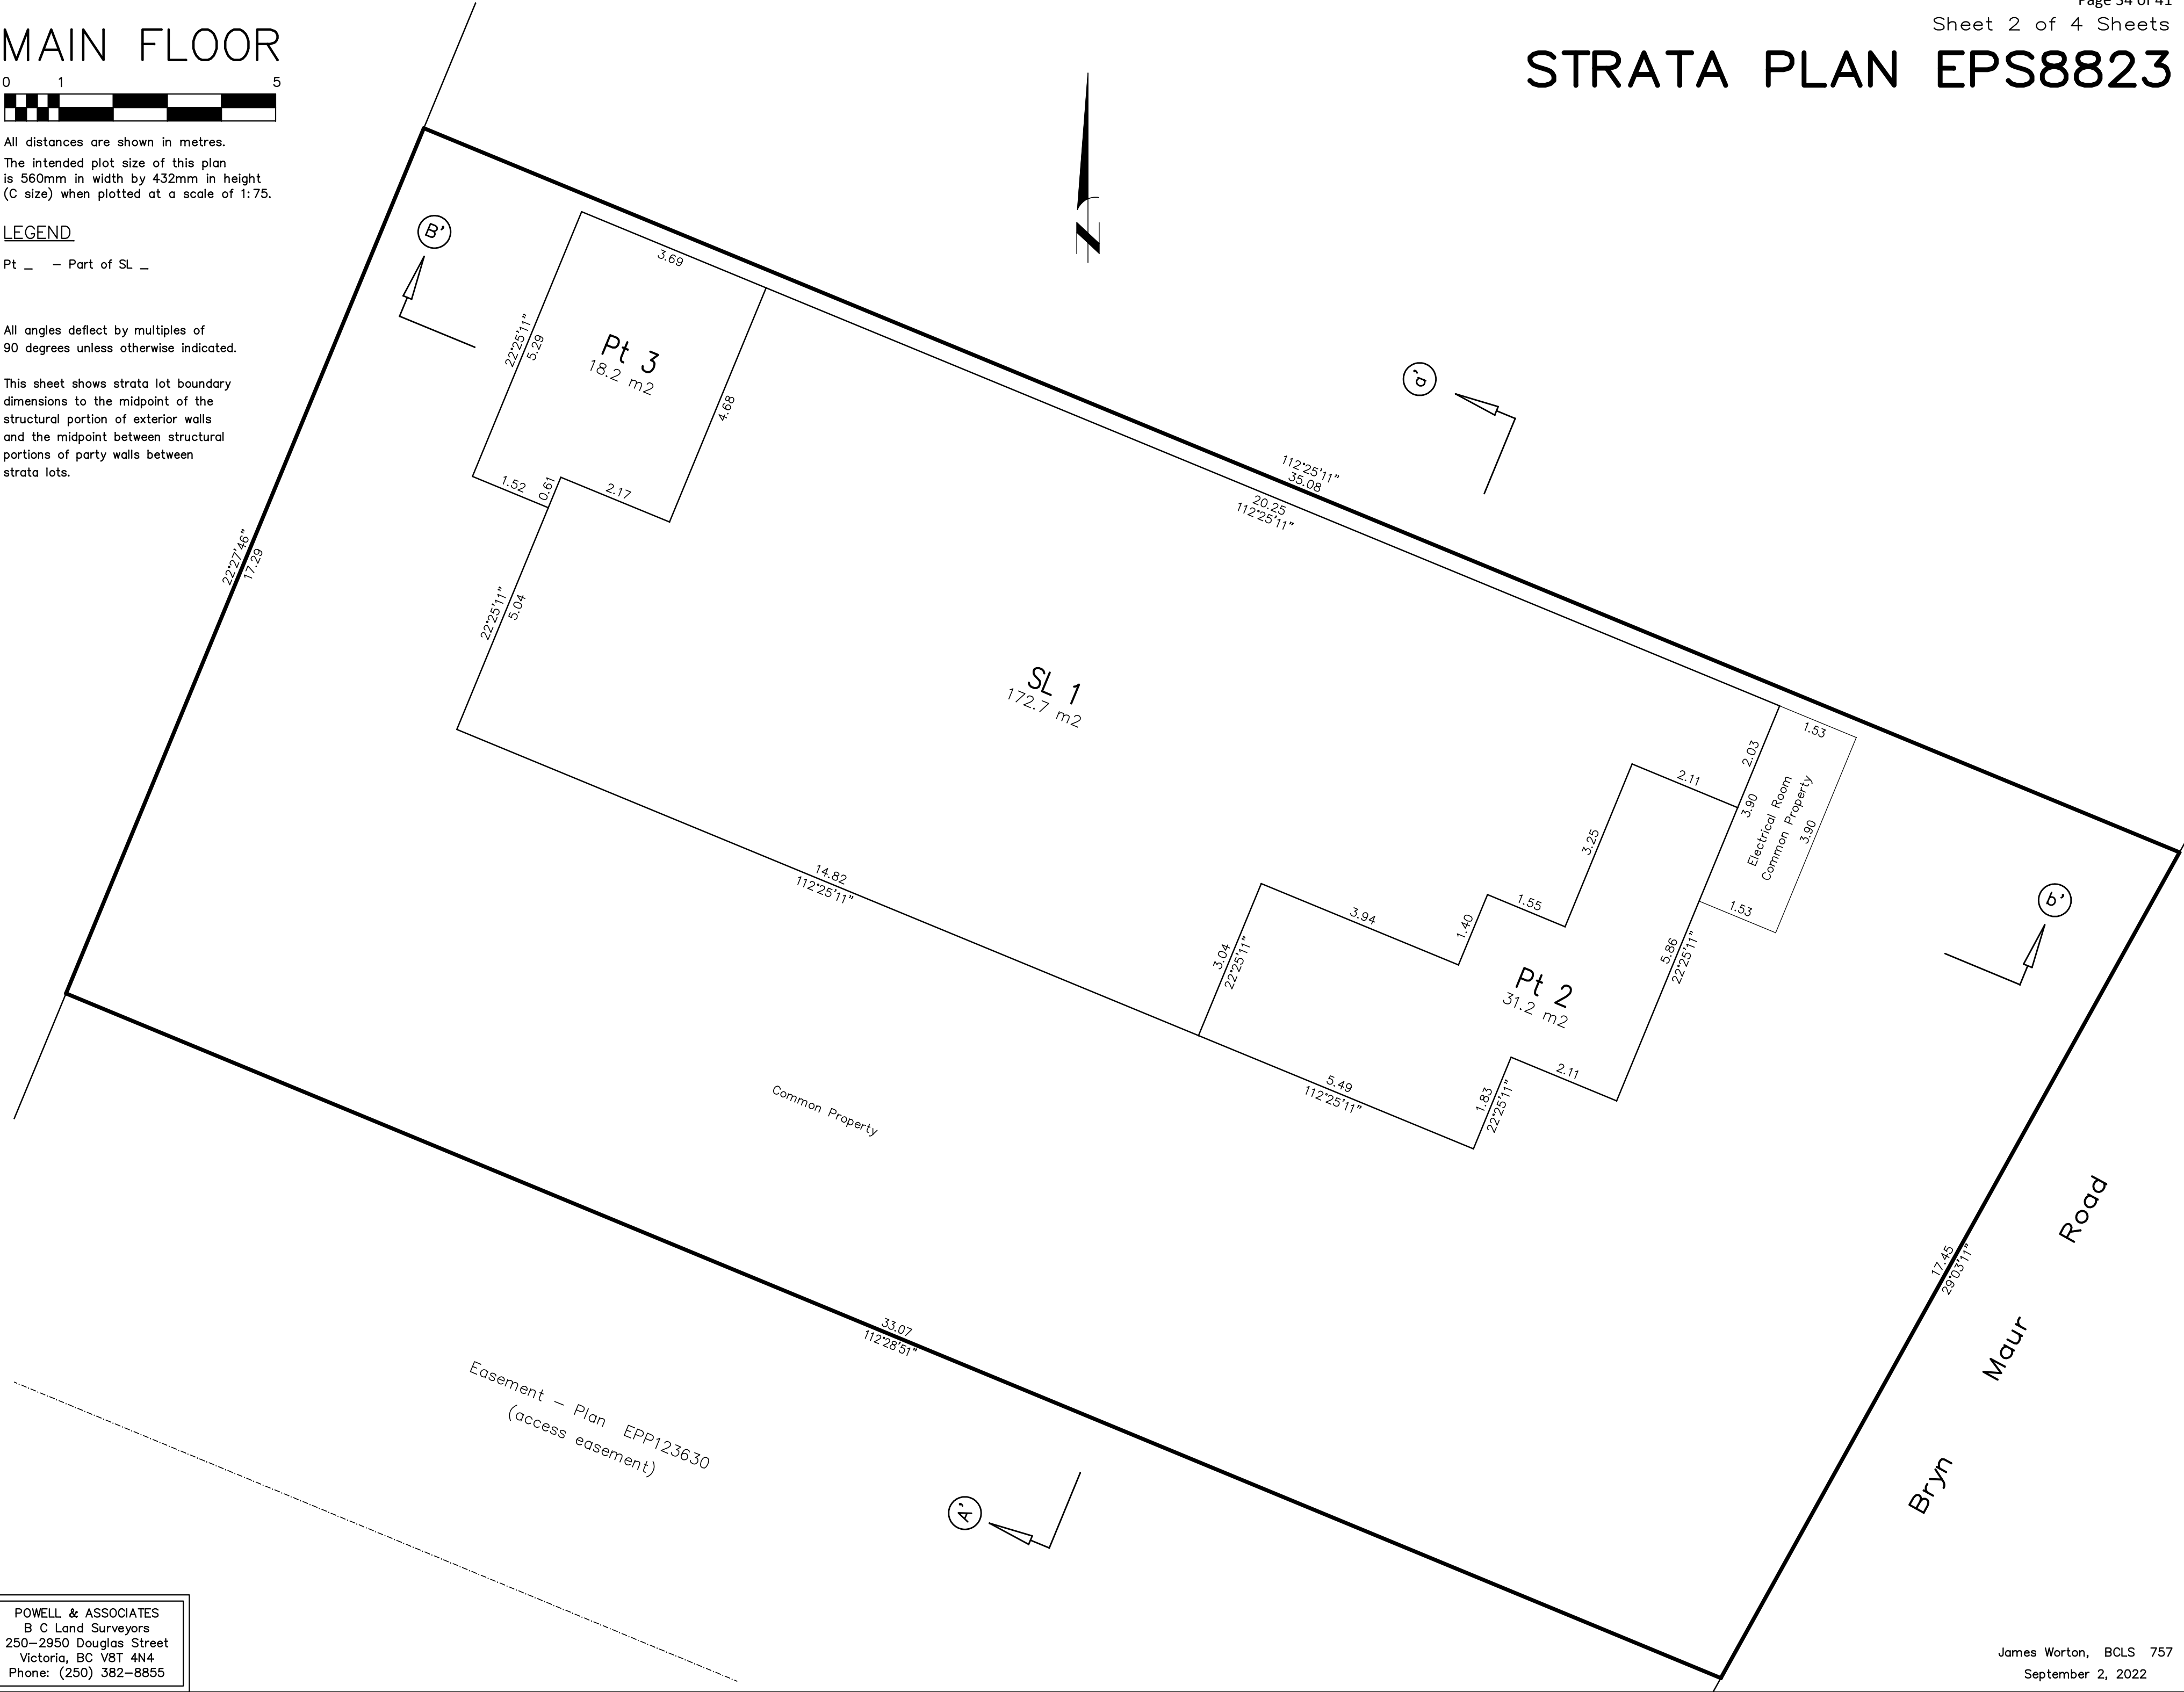 Page 34 of 41
Sheet 2 of 4 Sheets
STRATA PLAN EPS8823
MAIN FLOOR
0 1 5
All distances are shown in metres.
The intended plot size of this plan
is 560mm in width by 432mm in height
(C size) when plotted at a scale of 1:75.
LEGEND
Pt _ – Part of SL _
All angles deflect by multiples of
90 degrees unless otherwise indicated.
This sheet shows strata lot boundary
dimensions to the midpoint of the
structural portion of exterior walls
and the midpoint between structural
portions of party walls between
strata lots.
N
B'
3.69
22°25'11"
5.29
Pt 3
18.2 m2
4.68
1.52
0.61
2.17
a'
112°25'11"
35.08
20.25
112°25'11"
22°27'46"
17.29
22°25'11"
5.04
SL 1
172.7 m2
14.82
112°25'11"
1.53
2.03
2.11
3.90
Electrical Room
Common Property
3.90
1.53
3.25
1.55
1.40
3.94
3.04
22°25'11"
Pt 2
31.2 m2
5.86
22°25'11"
2.11
1.83
22°25'11"
5.49
112°25'11"
b'
Common Property
33.07
112°28'51"
17.45
29°03'11"
Bryn Maur Road
Easement – Plan EPP123630
(access easement)
A'
POWELL & ASSOCIATES
B C Land Surveyors
250–2950 Douglas Street
Victoria, BC V8T 4N4
Phone: (250) 382–8855
James Worton, BCLS 757
September 2, 2022